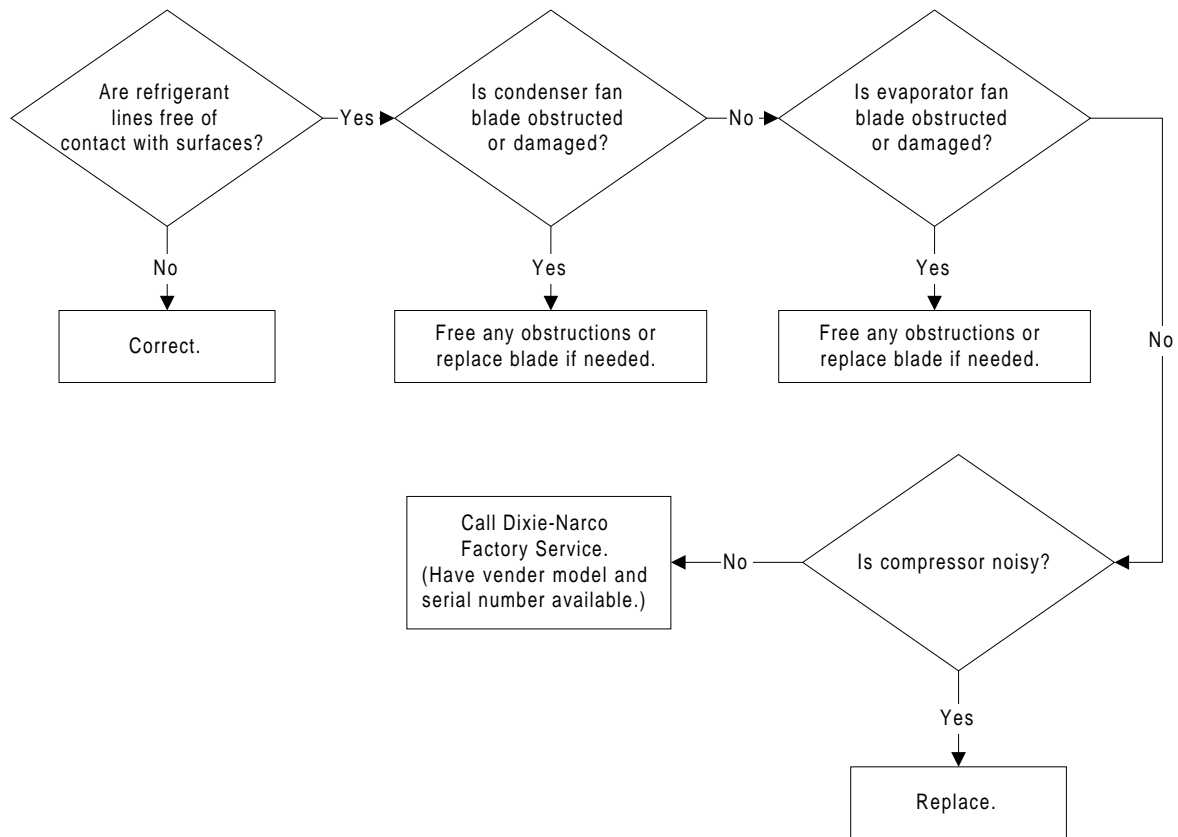 Are refrigerant
lines free of
contact with surfaces?
Yes
Is condenser fan
blade obstructed
or damaged?
No
Is evaporator fan
blade obstructed
or damaged?
No
Yes
Yes
Correct.
Free any obstructions or
replace blade if needed.
Free any obstructions or
replace blade if needed.
No
Call Dixie-Narco
Factory Service.
(Have vender model and
serial number available.)
No
Is compressor noisy?
Yes
Replace.